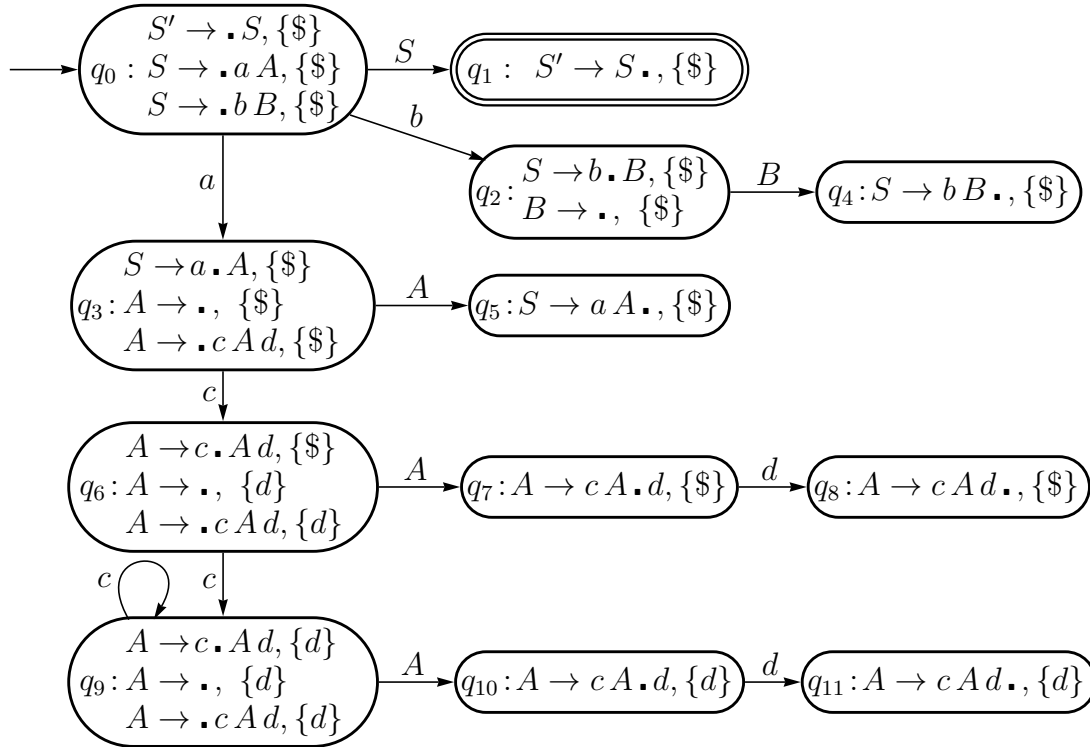 S′ → ▪ S, {$}
q₀ : S → ▪ a A, {$}
S → ▪ b B, {$}
S
q₁ : S′ → S ▪ , {$}
b
a
q₂ : S → b ▪ B, {$}
B → ▪ , {$}
B
q₄ : S → b B ▪ , {$}
S → a ▪ A, {$}
q₃ : A → ▪ , {$}
A → ▪ c A d, {$}
A
q₅ : S → a A ▪ , {$}
c
A → c ▪ A d, {$}
q₆ : A → ▪ , {d}
A → ▪ c A d, {d}
A
q₇ : A → c A ▪ d, {$}
d
q₈ : A → c A d ▪ , {$}
c
c
A → c ▪ A d, {d}
q₉ : A → ▪ , {d}
A → ▪ c A d, {d}
A
q₁₀ : A → c A ▪ d, {d}
d
q₁₁ : A → c A d ▪ , {d}